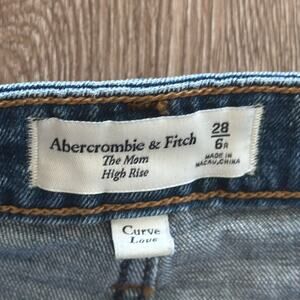 Abercrombie & Fitch
The Mom
High Rise
28
6R
MADE IN
MACAU, CHINA
Curve
Love